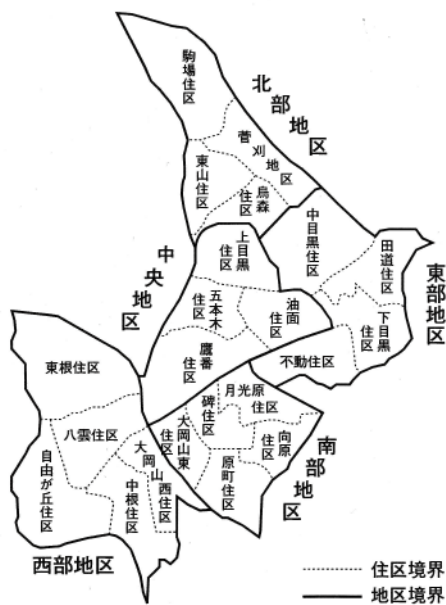 駒場住区
北部地区
菅刈地区
東山住区
烏森住区
中目黒住区
田道住区
東部地区
上目黒住区
中央地区
五本木住区
油面住区
下目黒住区
鷹番住区
不動住区
東根住区
月光原住区
碑住区
八雲住区
大岡山東住区
向原住区
南部地区
大岡山西住区
自由が丘住区
中根住区
原町住区
西部地区
住区境界
地区境界